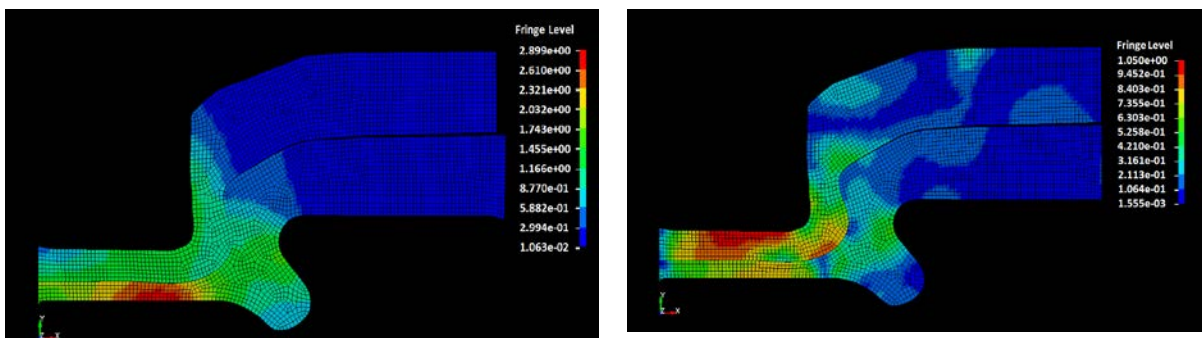 Fringe Level
2.899e+00
2.610e+00
2.321e+00
2.032e+00
1.743e+00
1.455e+00
1.166e+00
8.770e-01
5.882e-01
2.994e-01
1.063e-02
Y
Z X
Fringe Level
1.050e+00
9.452e-01
8.403e-01
7.355e-01
6.303e-01
5.258e-01
4.210e-01
3.161e-01
2.113e-01
1.064e-01
1.555e-03
Y
Z X